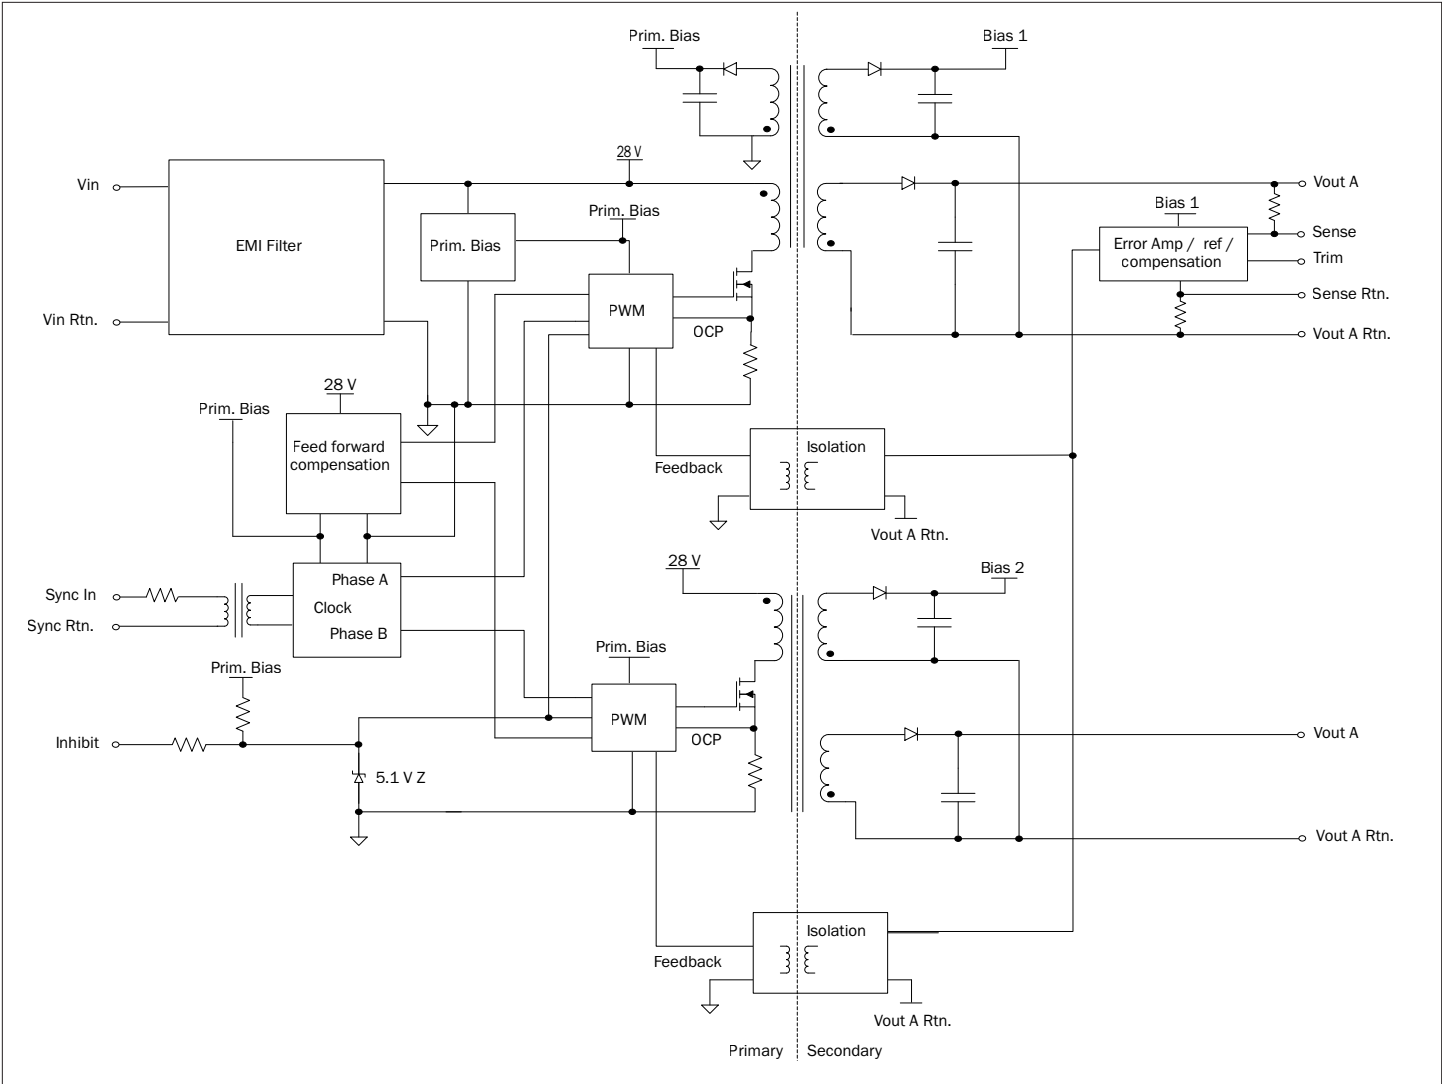 Prim. Bias
Bias 1
28 V
Vin
Vout A
Prim. Bias
Bias 1
Sense
EMI Filter
Prim. Bias
Error Amp / ref /
compensation
Trim
Sense Rtn.
PWM
Vin Rtn.
OCP
Vout A Rtn.
28 V
Prim. Bias
Feed forward
compensation
Isolation
Feedback
Vout A Rtn.
28 V
Bias 2
Phase A
Sync In
Clock
Sync Rtn.
Phase B
Prim. Bias
Prim. Bias
PWM
Vout A
Inhibit
OCP
5.1 V Z
Vout A Rtn.
Isolation
Feedback
Vout A Rtn.
Primary
Secondary